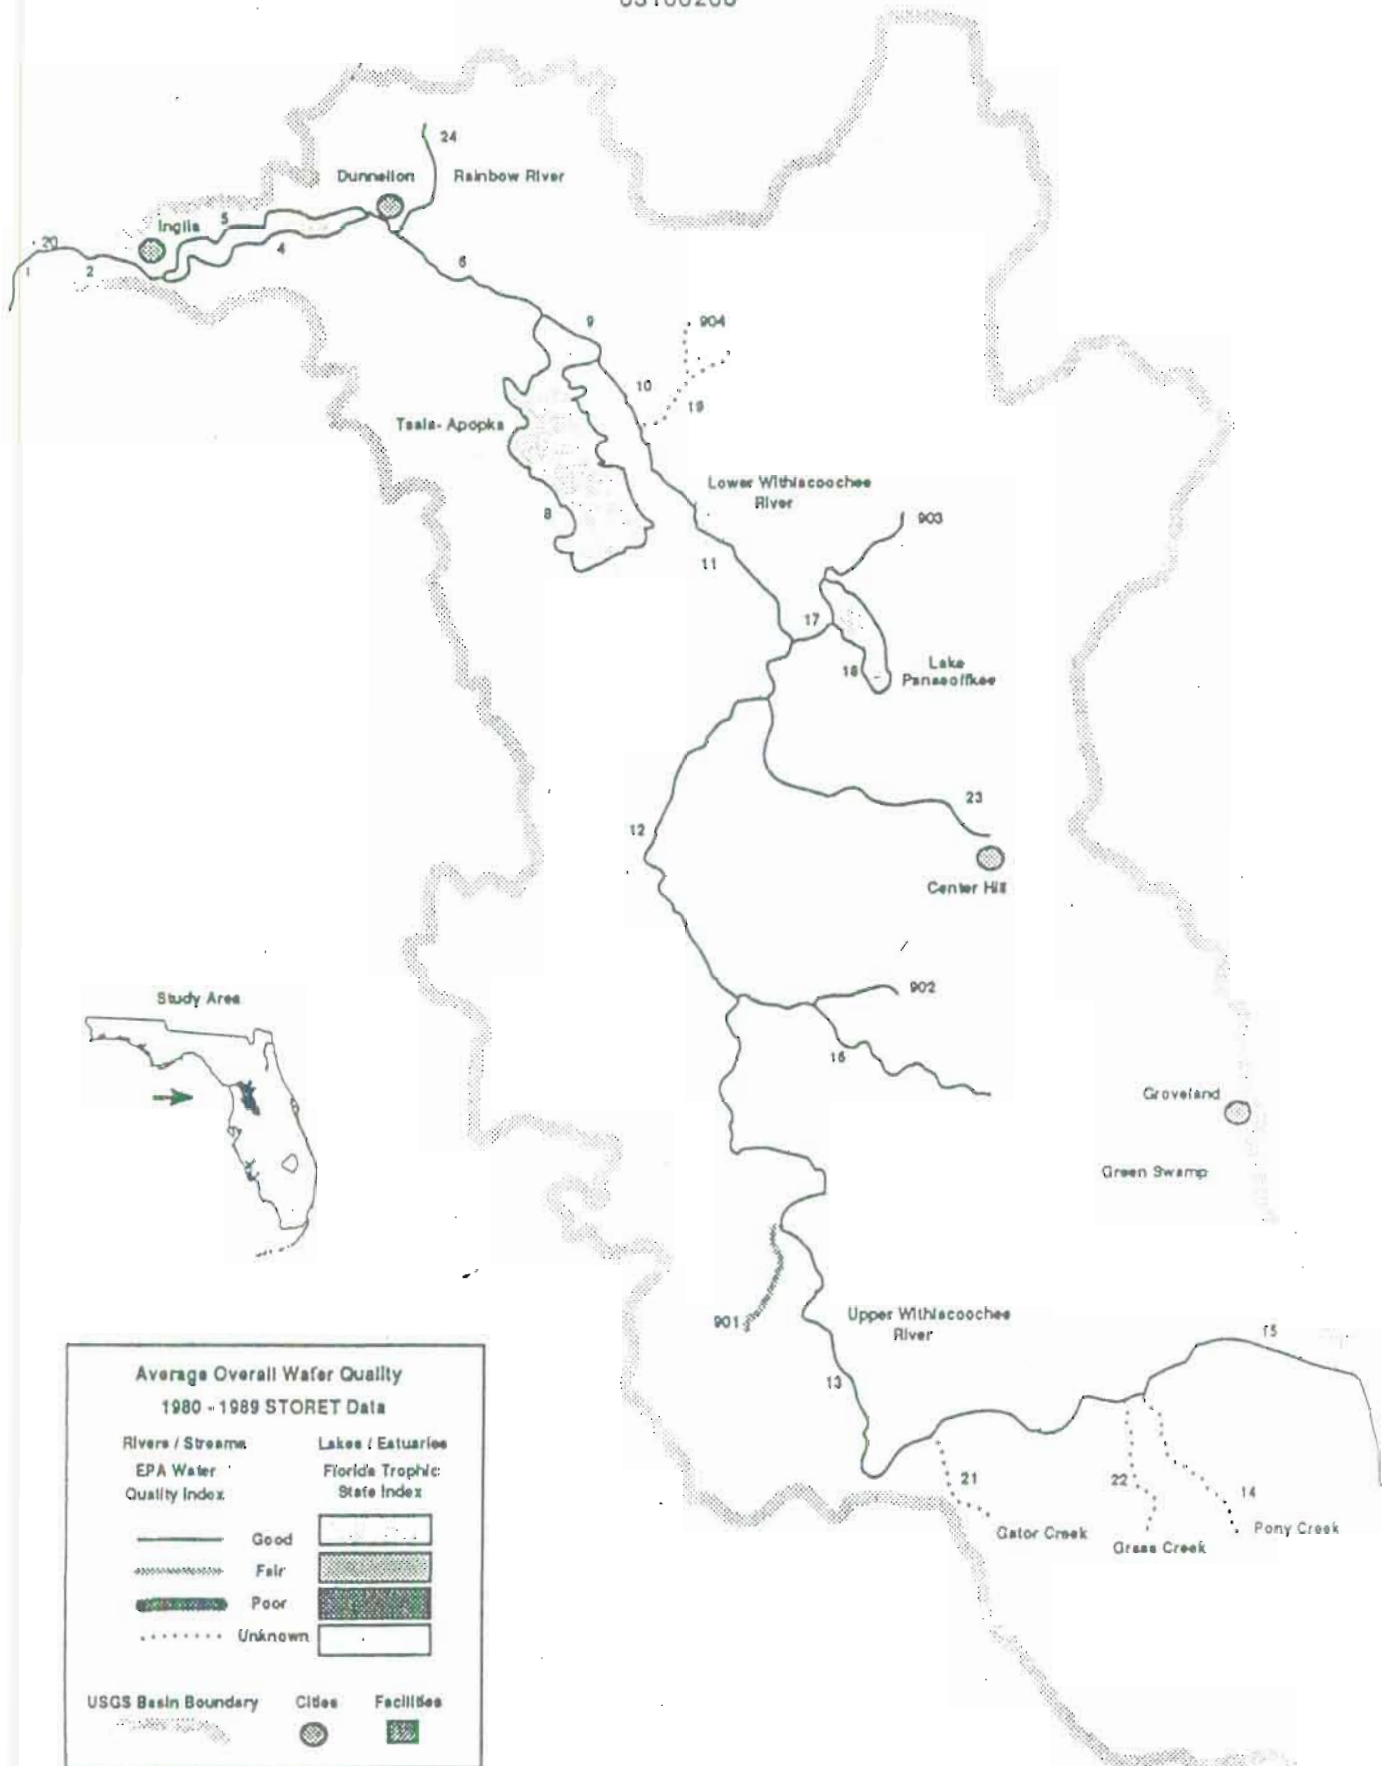 24
Dunnellon
Rainbow River
5
Inglis
20
4
1
2
6
9
904
10
19
Tsala-Apopka
Lower Withlacoochee
River
8
903
11
17
18
Lake
Panasoffkee
23
12
Center Hill
902
Study Area
16
Groveland
Green Swamp
901
Upper Withlacoochee
River
15
13
21
22
14
Gator Creek
Pony Creek
Grass Creek
Average Overall Water Quality
1980 - 1989 STORET Data
Rivers / Streams
Lakes / Estuaries
EPA Water
Quality Index
Florida Trophic
State Index
Good
Fair
Poor
Unknown
USGS Basin Boundary
Cities
Facilities